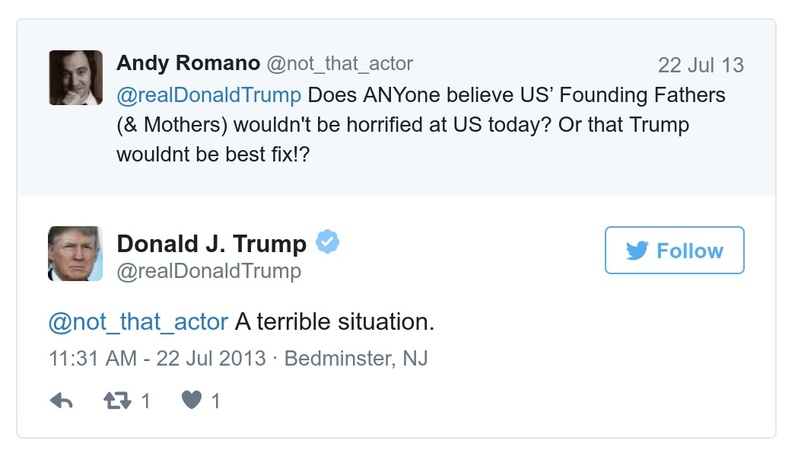 Andy Romano @not_that_actor 22 Jul 13
@realDonaldTrump Does ANYone believe US’ Founding Fathers
(& Mothers) wouldn't be horrified at US today? Or that Trump
wouldnt be best fix!?
Donald J. Trump
@realDonaldTrump
Follow
@not_that_actor A terrible situation.
11:31 AM - 22 Jul 2013 · Bedminster, NJ
1 1